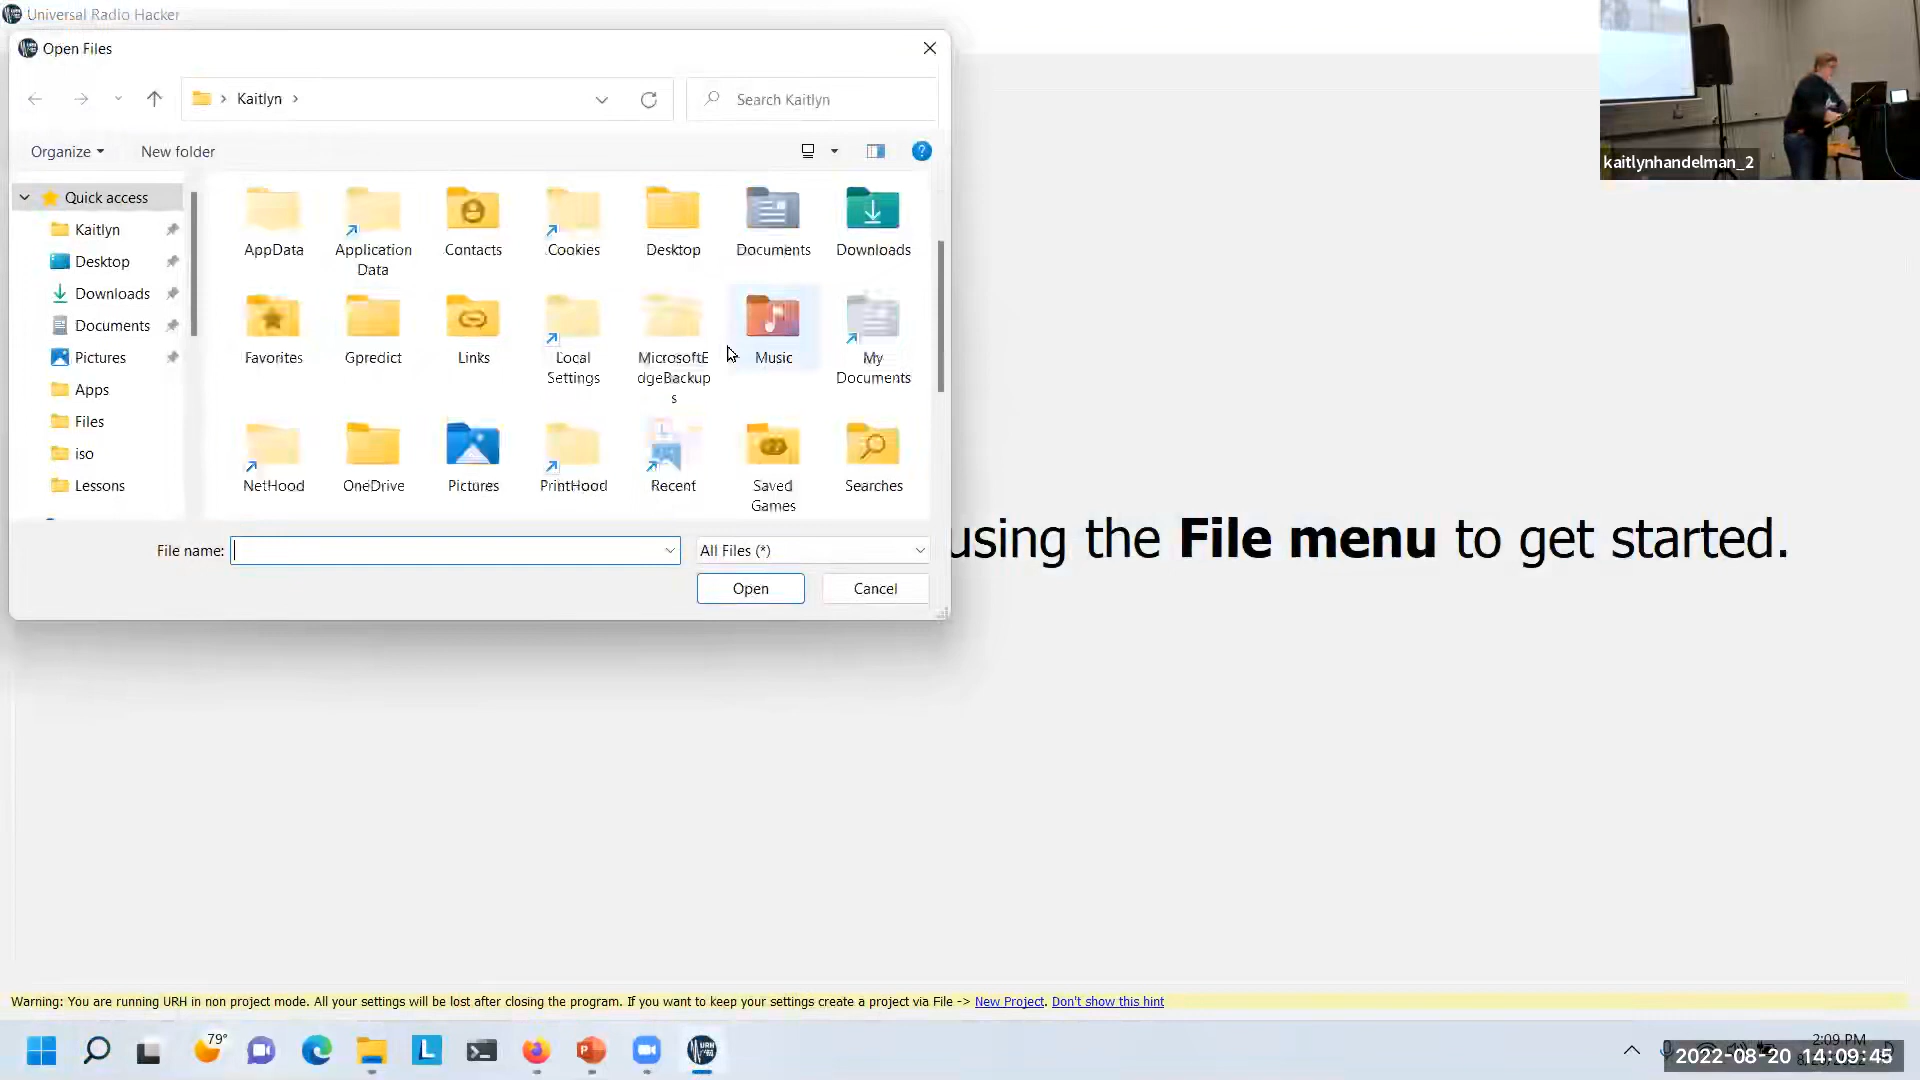 Universal Radio Hacker
Open Files
Kaitlyn
Search Kaitlyn
Organize
New folder
Quick access
Kaitlyn
Desktop
Downloads
Documents
Pictures
Apps
Files
iso
Lessons
AppData
Application
Data
Contacts
Cookies
Desktop
Documents
Downloads
Favorites
Gpredict
Links
Local
Settings
MicrosoftE
dgeBackup
s
Music
My
Documents
NetHood
OneDrive
Pictures
PrintHood
Recent
Saved
Games
Searches
File name:
All Files (*)
Open
Cancel
using the File menu to get started.
kaitlynhandelman_2
Warning: You are running URH in non project mode. All your settings will be lost after closing the program. If you want to keep your settings create a project via File -> New Project. Don't show this hint
79°
2:09 PM
2022-08-20 14:09:45